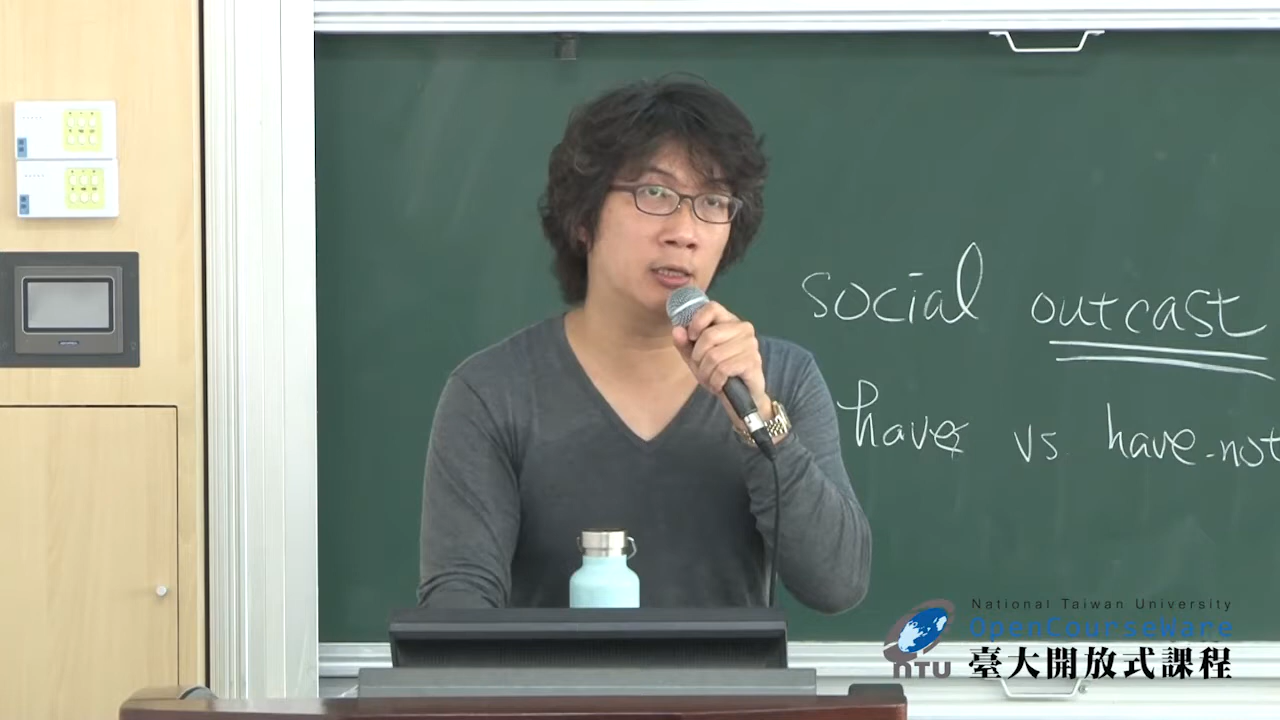 social outcast
have vs have-not
National Taiwan University
OpenCourseWare
NTU 臺大開放式課程